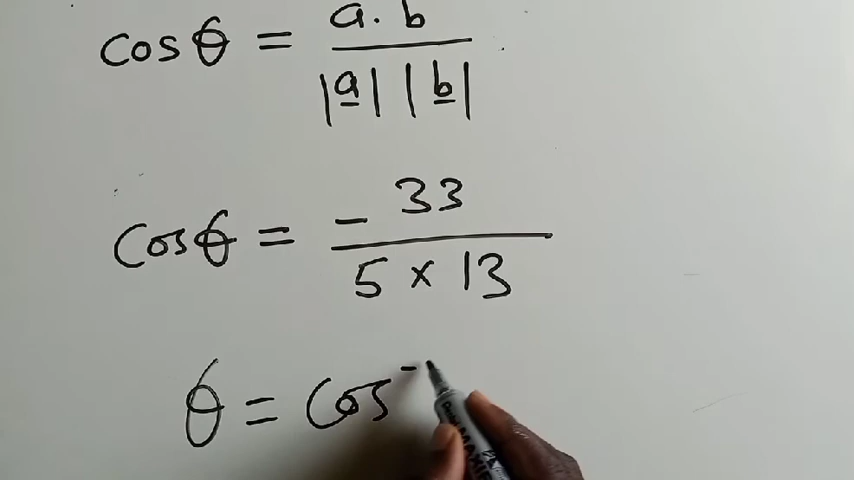 cos θ = a . b / |a| |b|
cos θ = - 33 / 5 × 13
θ = cos⁻